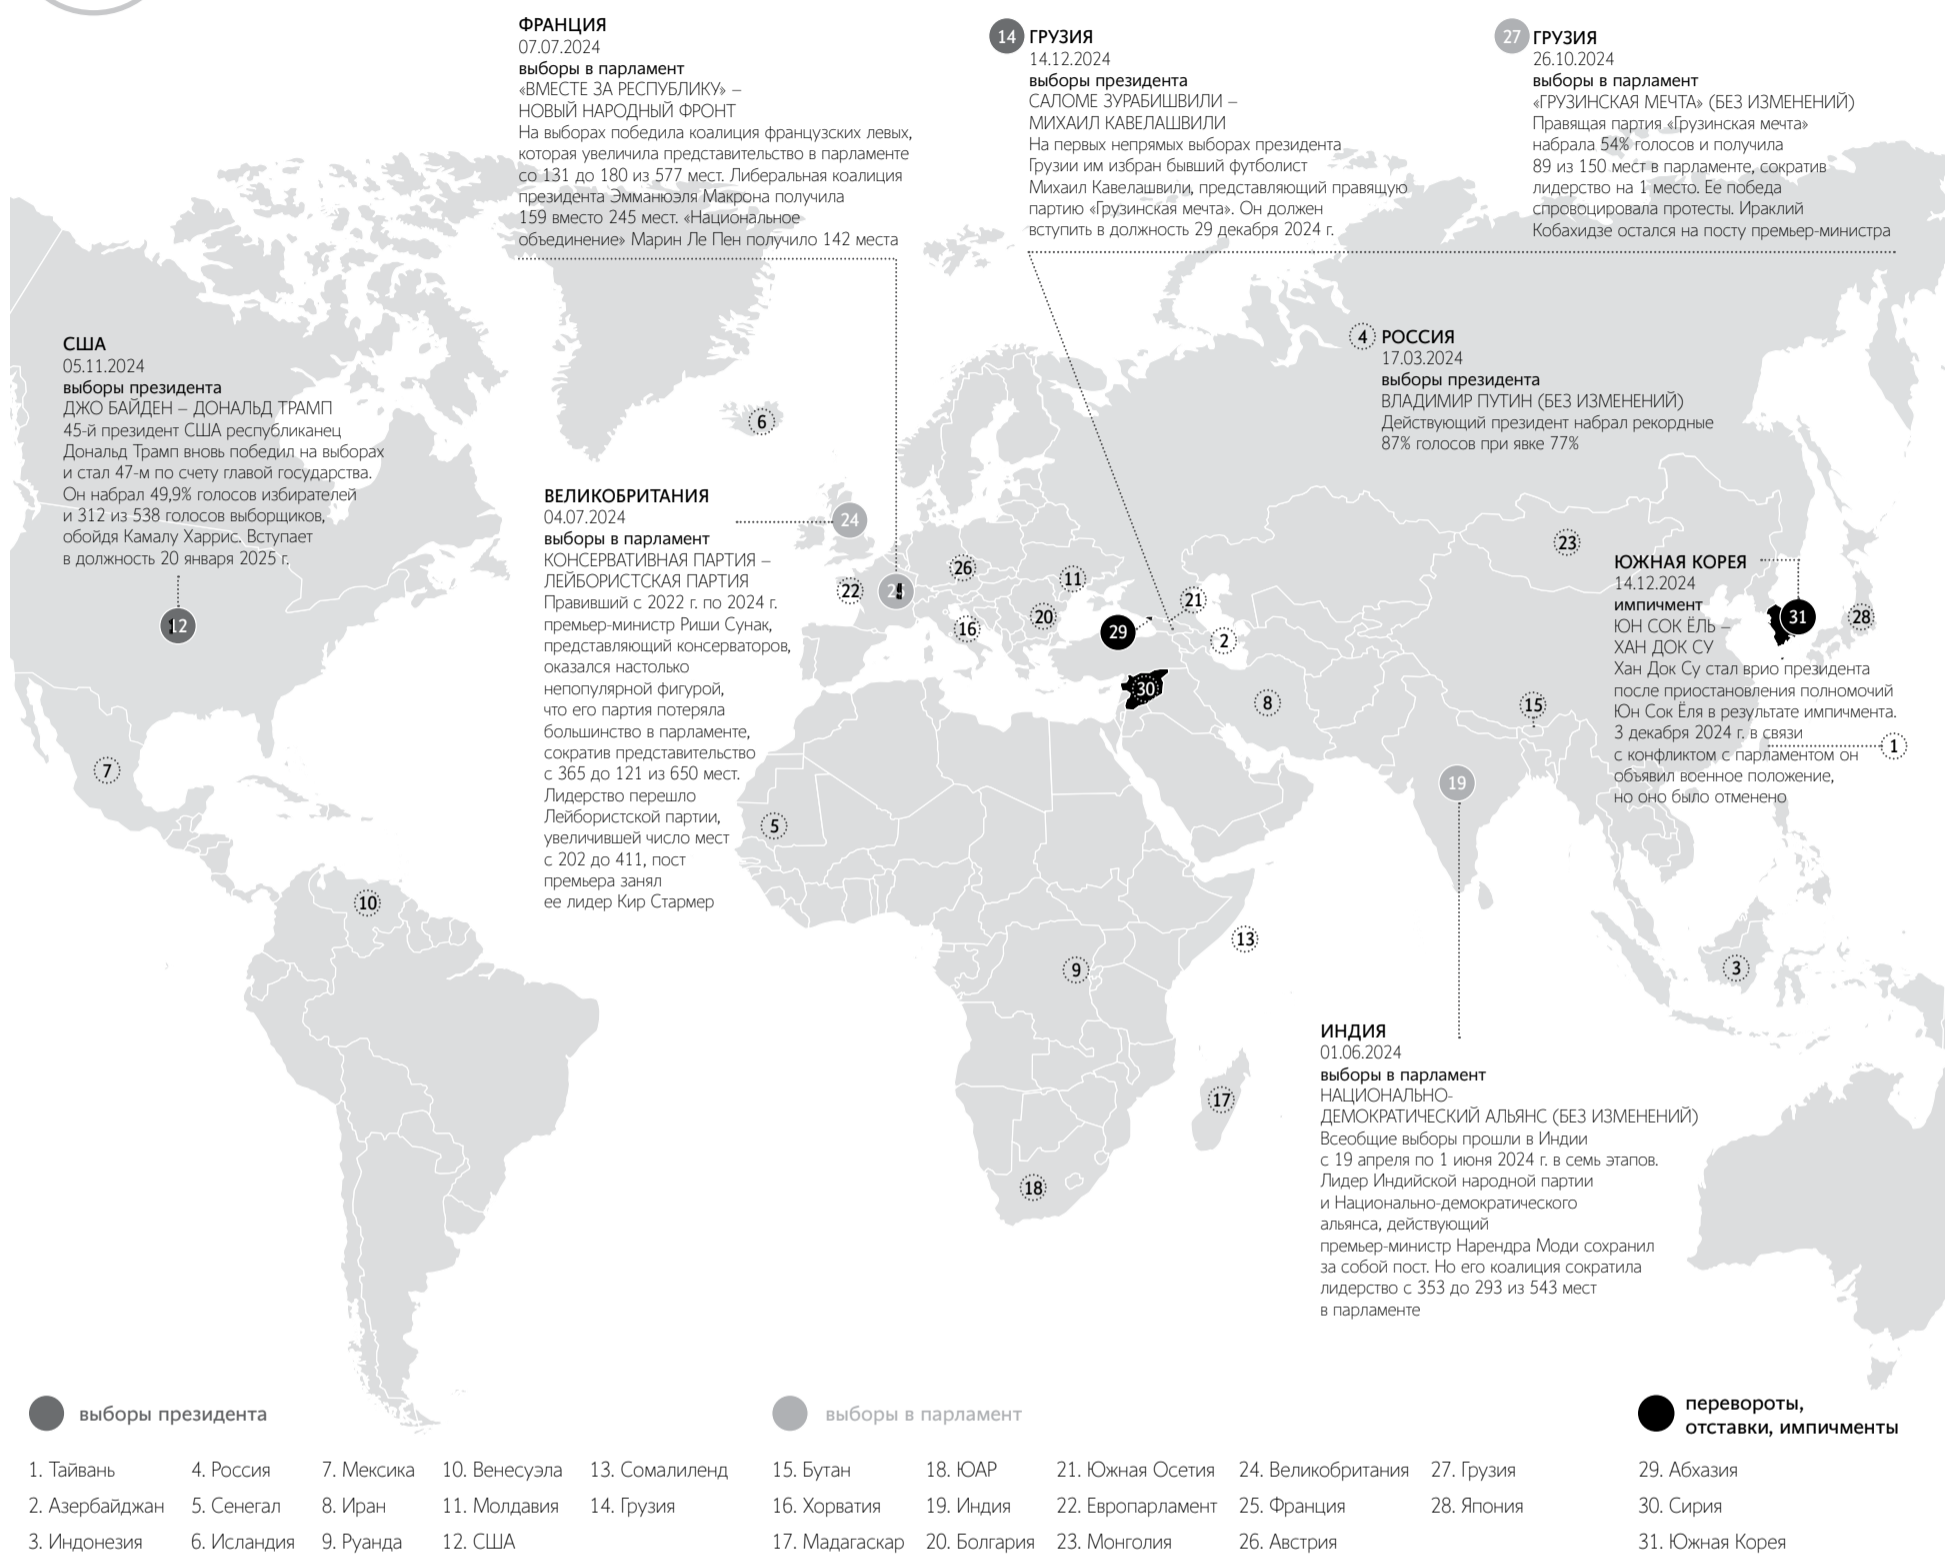 ФРАНЦИЯ
07.07.2024
выборы в парламент
«ВМЕСТЕ ЗА РЕСПУБЛИКУ» –
НОВЫЙ НАРОДНЫЙ ФРОНТ
На выборах победила коалиция французских левых,
которая увеличила представительство в парламенте
со 131 до 180 из 577 мест. Либеральная коалиция
президента Эмманюэля Макрона получила
159 вместо 245 мест. «Национальное
объединение» Марин Ле Пен получило 142 места
14 ГРУЗИЯ
14.12.2024
выборы президента
САЛОМЕ ЗУРАБИШВИЛИ –
МИХАИЛ КАВЕЛАШВИЛИ
На первых непрямых выборах президента
Грузии им избран бывший футболист
Михаил Кавелашвили, представляющий правящую
партию «Грузинская мечта». Он должен
вступить в должность 29 декабря 2024 г.
27 ГРУЗИЯ
26.10.2024
выборы в парламент
«ГРУЗИНСКАЯ МЕЧТА» (БЕЗ ИЗМЕНЕНИЙ)
Правящая партия «Грузинская мечта»
набрала 54% голосов и получила
89 из 150 мест в парламенте, сократив
лидерство на 1 место. Ее победа
спровоцировала протесты. Ираклий
Кобахидзе остался на посту премьер-министра
США
05.11.2024
выборы президента
ДЖО БАЙДЕН – ДОНАЛЬД ТРАМП
45-й президент США республиканец
Дональд Трамп вновь победил на выборах
и стал 47-м по счету главой государства.
Он набрал 49,9% голосов избирателей
и 312 из 538 голосов выборщиков,
обойдя Камалу Харрис. Вступает
в должность 20 января 2025 г.
4 РОССИЯ
17.03.2024
выборы президента
ВЛАДИМИР ПУТИН (БЕЗ ИЗМЕНЕНИЙ)
Действующий президент набрал рекордные
87% голосов при явке 77%
ВЕЛИКОБРИТАНИЯ
04.07.2024
выборы в парламент
КОНСЕРВАТИВНАЯ ПАРТИЯ –
ЛЕЙБОРИСТСКАЯ ПАРТИЯ
Правивший с 2022 г. по 2024 г.
премьер-министр Риши Сунак,
представляющий консерваторов,
оказался настолько
непопулярной фигурой,
что его партия потеряла
большинство в парламенте,
сократив представительство
с 365 до 121 из 650 мест.
Лидерство перешло
Лейбористской партии,
увеличившей число мест
с 202 до 411, пост
премьера занял
ее лидер Кир Стармер
ЮЖНАЯ КОРЕЯ
14.12.2024
импичмент
ЮН СОК ЁЛЬ –
ХАН ДОК СУ
Хан Док Су стал врио президента
после приостановления полномочий
Юн Сок Ёля в результате импичмента.
3 декабря 2024 г. в связи
с конфликтом с парламентом он
объявил военное положение,
но оно было отменено
ИНДИЯ
01.06.2024
выборы в парламент
НАЦИОНАЛЬНО-
ДЕМОКРАТИЧЕСКИЙ АЛЬЯНС (БЕЗ ИЗМЕНЕНИЙ)
Всеобщие выборы прошли в Индии
с 19 апреля по 1 июня 2024 г. в семь этапов.
Лидер Индийской народной партии
и Национально-демократического
альянса, действующий
премьер-министр Нарендра Моди сохранил
за собой пост. Но его коалиция сократила
лидерство с 353 до 293 из 543 мест
в парламенте
6
24
23
26
11
22
21
12
16
20
29
2
31
28
30
8
15
7
1
19
5
10
13
9
3
17
18
выборы президента
1. Тайвань
2. Азербайджан
3. Индонезия
4. Россия
5. Сенегал
6. Исландия
7. Мексика
8. Иран
9. Руанда
10. Венесуэла
11. Молдавия
12. США
13. Сомалиленд
14. Грузия
выборы в парламент
15. Бутан
16. Хорватия
17. Мадагаскар
18. ЮАР
19. Индия
20. Болгария
21. Южная Осетия
22. Европарламент
23. Монголия
24. Великобритания
25. Франция
26. Австрия
27. Грузия
28. Япония
перевороты,
отставки, импичменты
29. Абхазия
30. Сирия
31. Южная Корея